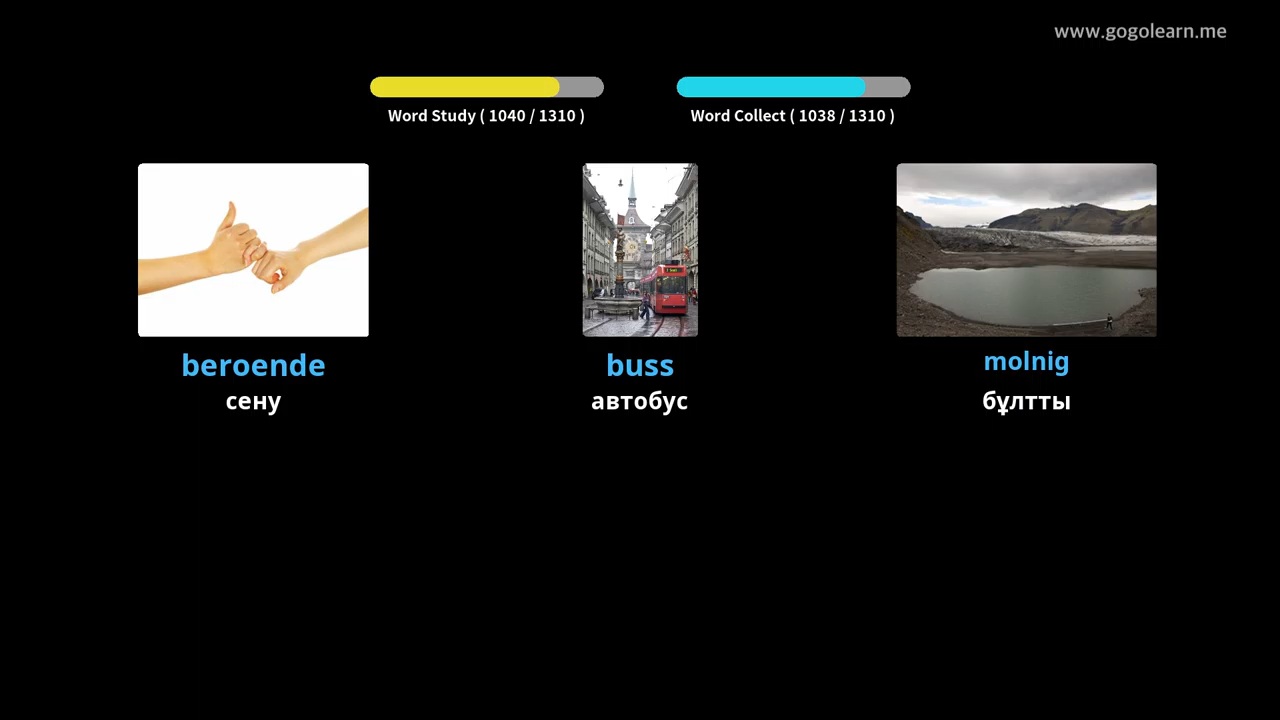 www.gogolearn.me
Word Study ( 1040 / 1310 )
Word Collect ( 1038 / 1310 )
beroende
сену
buss
автобус
molnig
бұлтты